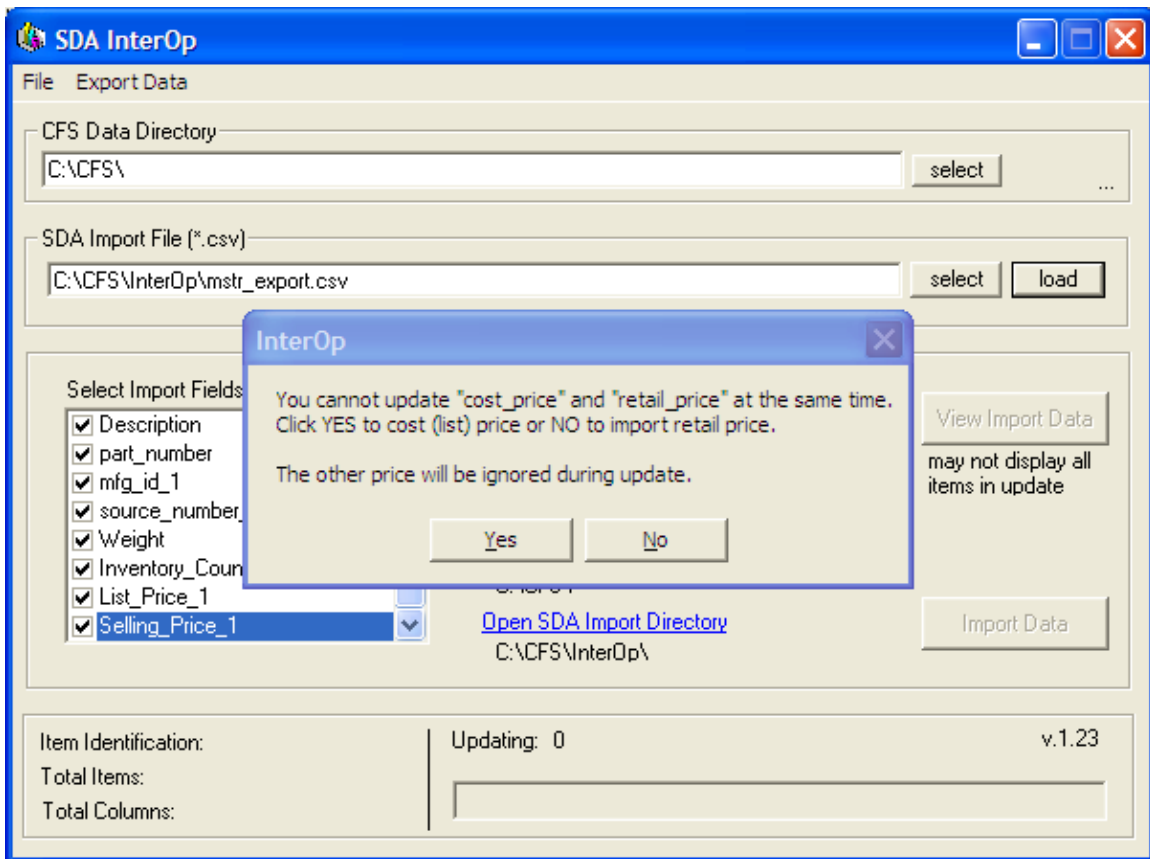 SDA InterOp
File Export Data
CFS Data Directory
C:\CFS\
select
...
SDA Import File (*.csv)
C:\CFS\InterOp\mstr_export.csv
select load
InterOp
You cannot update "cost_price" and "retail_price" at the same time.
Click YES to cost (list) price or NO to import retail price.
The other price will be ignored during update.
Yes No
Select Import Fields
Description
part_number
mfg_id_1
source_number_
Weight
Inventory_Coun
List_Price_1
Selling_Price_1
Open SDA Import Directory
C:\CFS\InterOp\
View Import Data
may not display all
items in update
Import Data
Item Identification:
Total Items:
Total Columns:
Updating: 0
v.1.23